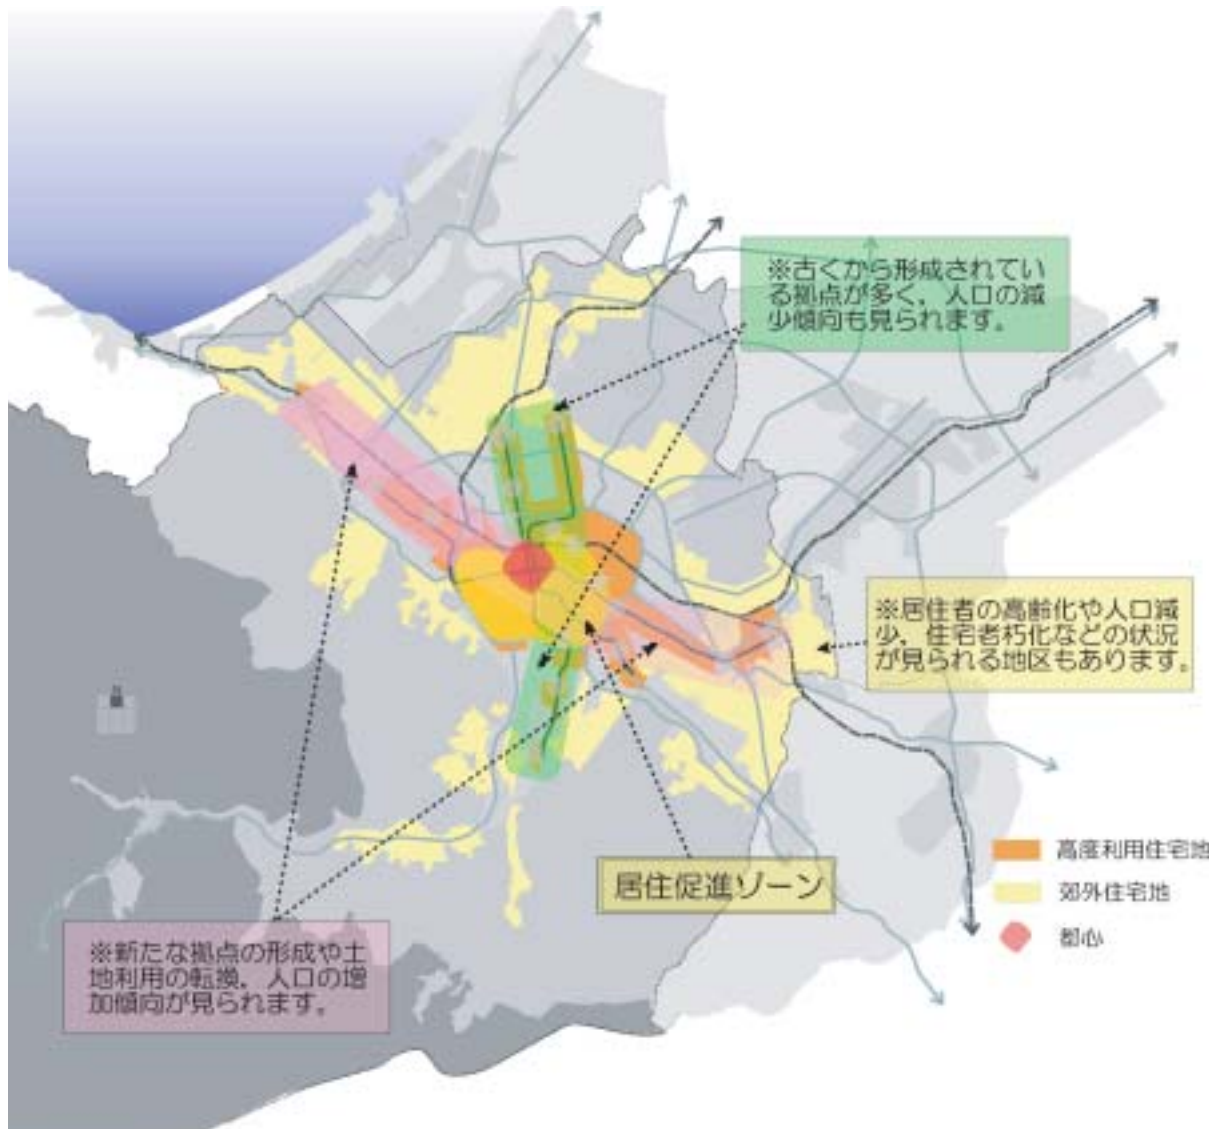 ※古くから形成されてい
る拠点が多く、人口の減
少傾向も見られます。
※居住者の高齢化や人口減
少、住宅老朽化などの状況
が見られる地区もあります。
居住促進ゾーン
※新たな拠点の形成や土
地利用の転換、人口の増
加傾向が見られます。
高度利用住宅地
郊外住宅地
都心